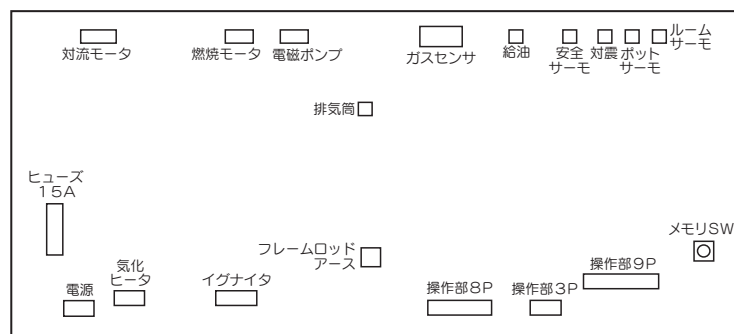 対流モータ
燃焼モータ
電磁ポンプ
ガスセンサ
給油
安全
サーモ
対震
ポット
サーモ
ルーム
サーモ
排気筒
ヒューズ
15A
フレームロッド
アース
メモリSW
電源
気化
ヒータ
イグナイタ
操作部8P
操作部3P
操作部9P